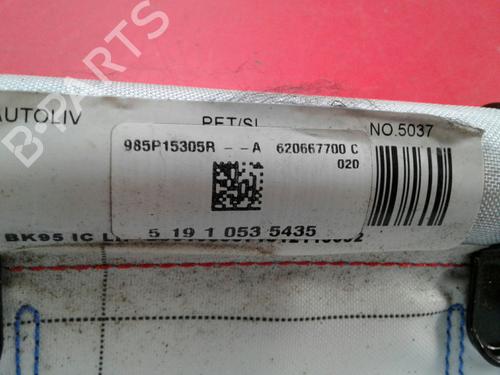 B-PARTS
AUTOLIV PET/SI NO.5037
985P15305R - - A 620667700 C
020
BK95 IC L
5 19 1 053 5435